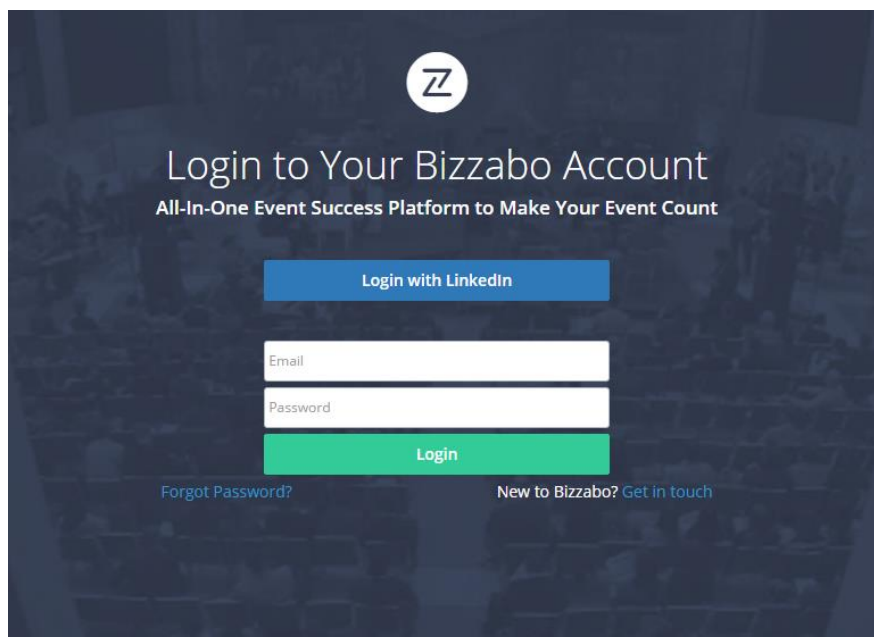 Login to Your Bizzabo Account
All-In-One Event Success Platform to Make Your Event Count
Login with LinkedIn
Email
Password
Login
Forgot Password? New to Bizzabo? Get in touch